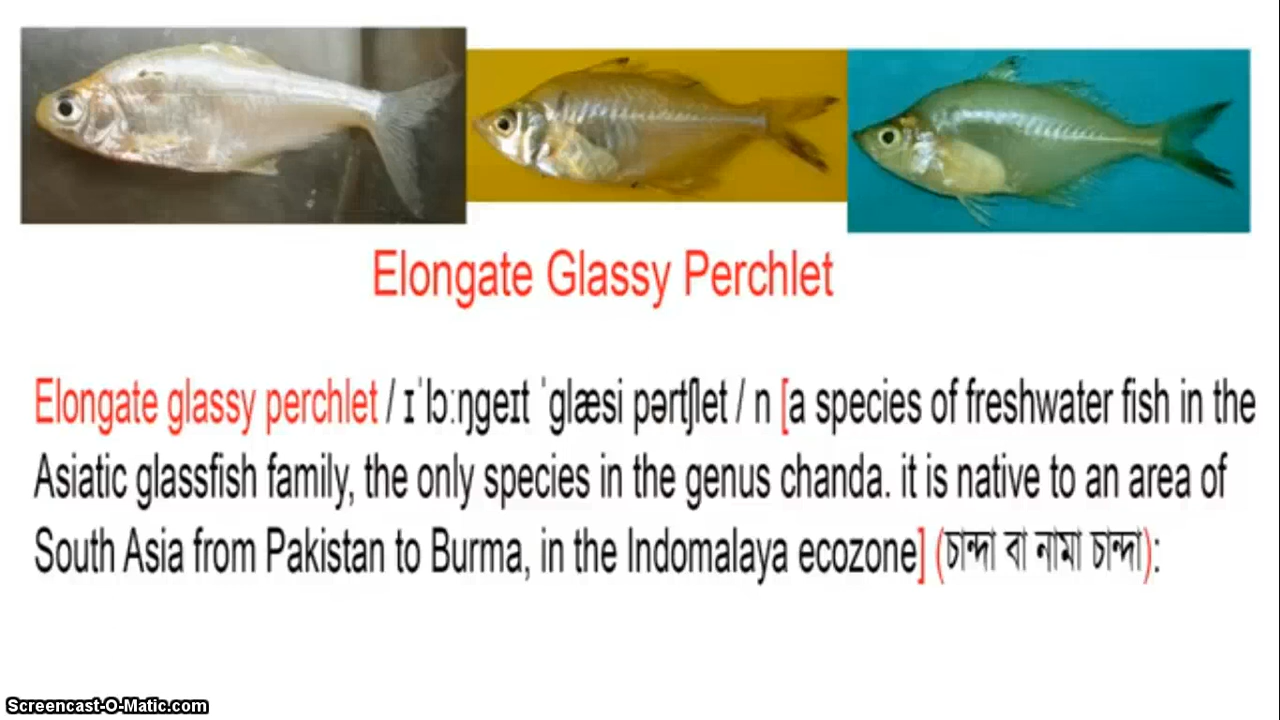 Elongate Glassy Perchlet
Elongate glassy perchlet / ɪˈlɔːŋgeɪt ˈglæsi pərtʃlet / n [a species of freshwater fish in the
Asiatic glassfish family, the only species in the genus chanda. it is native to an area of
South Asia from Pakistan to Burma, in the Indomalaya ecozone] (চান্দা বা নামা চান্দা):
Screencast-O-Matic.com